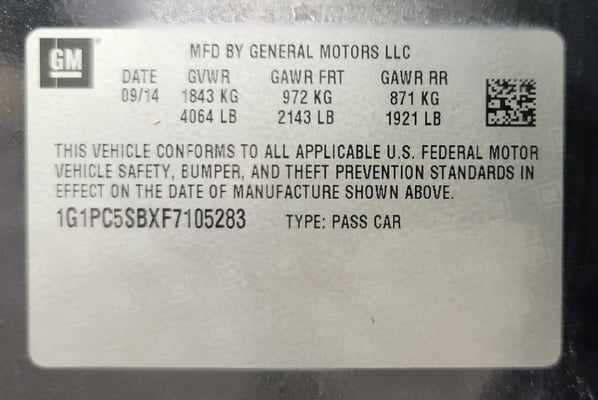 GM
MFD BY GENERAL MOTORS LLC
DATE GVWR GAWR FRT GAWR RR
09/14 1843 KG 972 KG 871 KG
4064 LB 2143 LB 1921 LB
THIS VEHICLE CONFORMS TO ALL APPLICABLE U.S. FEDERAL MOTOR
VEHICLE SAFETY, BUMPER, AND THEFT PREVENTION STANDARDS IN
EFFECT ON THE DATE OF MANUFACTURE SHOWN ABOVE.
1G1PC5SBXF7105283 TYPE: PASS CAR